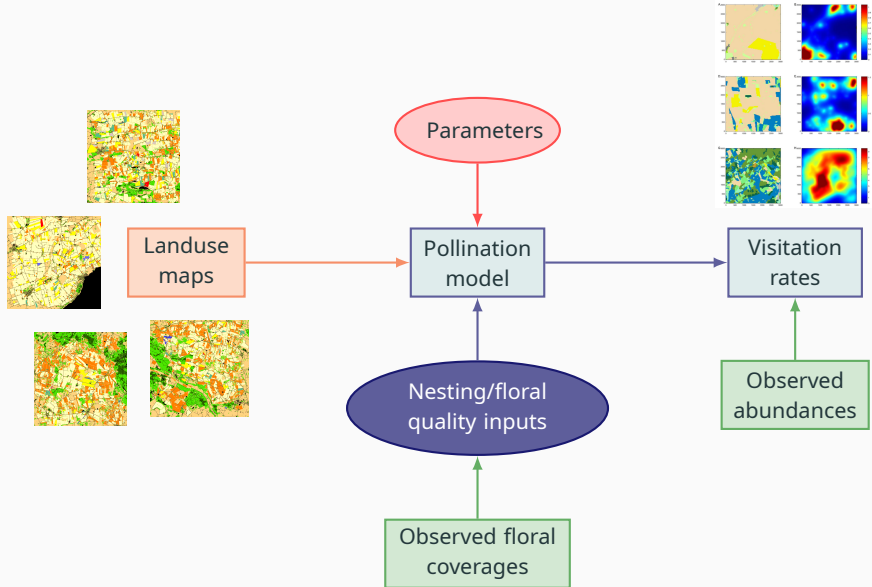 Parameters
Landuse
maps
Pollination
model
Visitation
rates
Nesting/floral
quality inputs
Observed
abundances
Observed floral
coverages